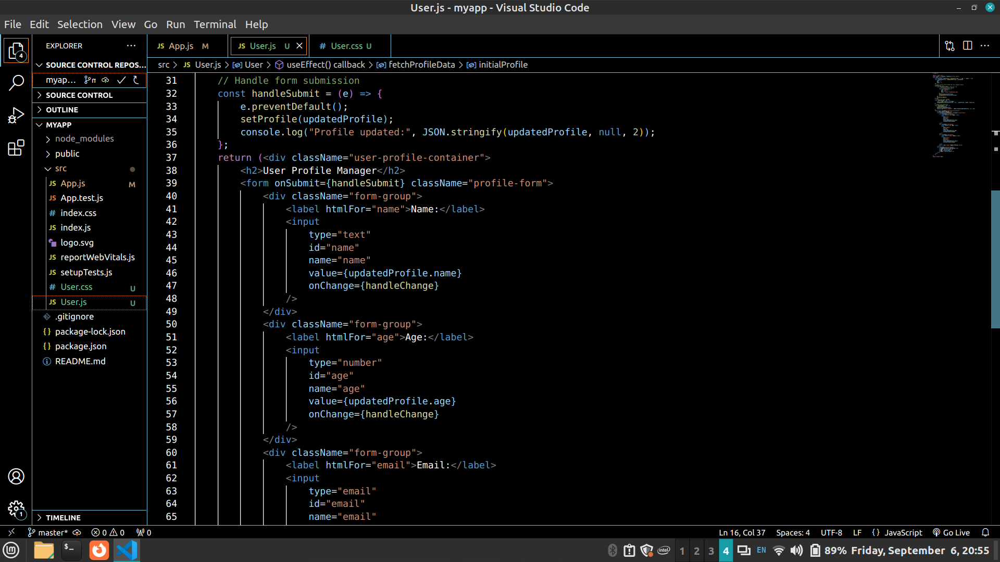 User.js - myapp - Visual Studio Code
File Edit Selection View Go Run Terminal Help
EXPLORER
SOURCE CONTROL REPOS...
myap...
SOURCE CONTROL
OUTLINE
MYAPP
node_modules
public
src
App.js M
App.test.js
index.css
index.js
logo.svg
reportWebVitals.js
setupTests.js
User.css U
User.js U
.gitignore
package-lock.json
package.json
README.md
TIMELINE
JS App.js M JS User.js U # User.css U
src > JS User.js > User > useEffect() callback > fetchProfileData > initialProfile
31 // Handle form submission
32 const handleSubmit = (e) => {
33 e.preventDefault();
34 setProfile(updatedProfile);
35 console.log("Profile updated:", JSON.stringify(updatedProfile, null, 2));
36 };
37 return (<div className="user-profile-container">
38 <h2>User Profile Manager</h2>
39 <form onSubmit={handleSubmit} className="profile-form">
40 <div className="form-group">
41 <label htmlFor="name">Name:</label>
42 <input
43 type="text"
44 id="name"
45 name="name"
46 value={updatedProfile.name}
47 onChange={handleChange}
48 />
49 </div>
50 <div className="form-group">
51 <label htmlFor="age">Age:</label>
52 <input
53 type="number"
54 id="age"
55 name="age"
56 value={updatedProfile.age}
57 onChange={handleChange}
58 />
59 </div>
60 <div className="form-group">
61 <label htmlFor="email">Email:</label>
62 <input
63 type="email"
64 id="email"
65 name="email"
master* 0 0 0 Ln 16, Col 37 Spaces: 4 UTF-8 LF {} JavaScript Go Live
1 2 3 4 EN 89% Friday, September 6, 20:55